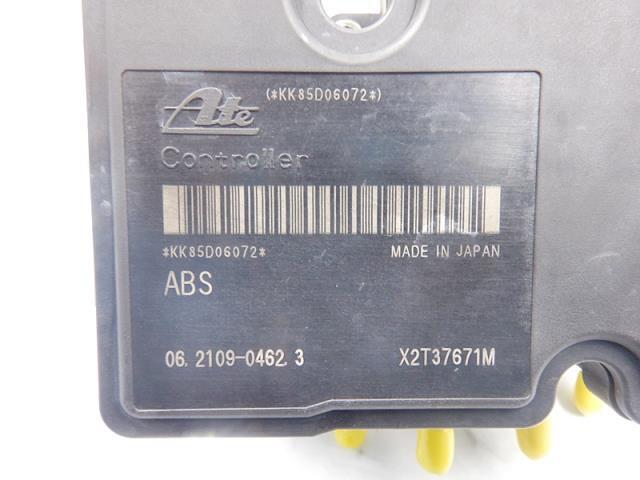 Ate (*KK85D06072*)
Controller
*KK85D06072* MADE IN JAPAN
ABS
06.2109-0462.3 X2T37671M